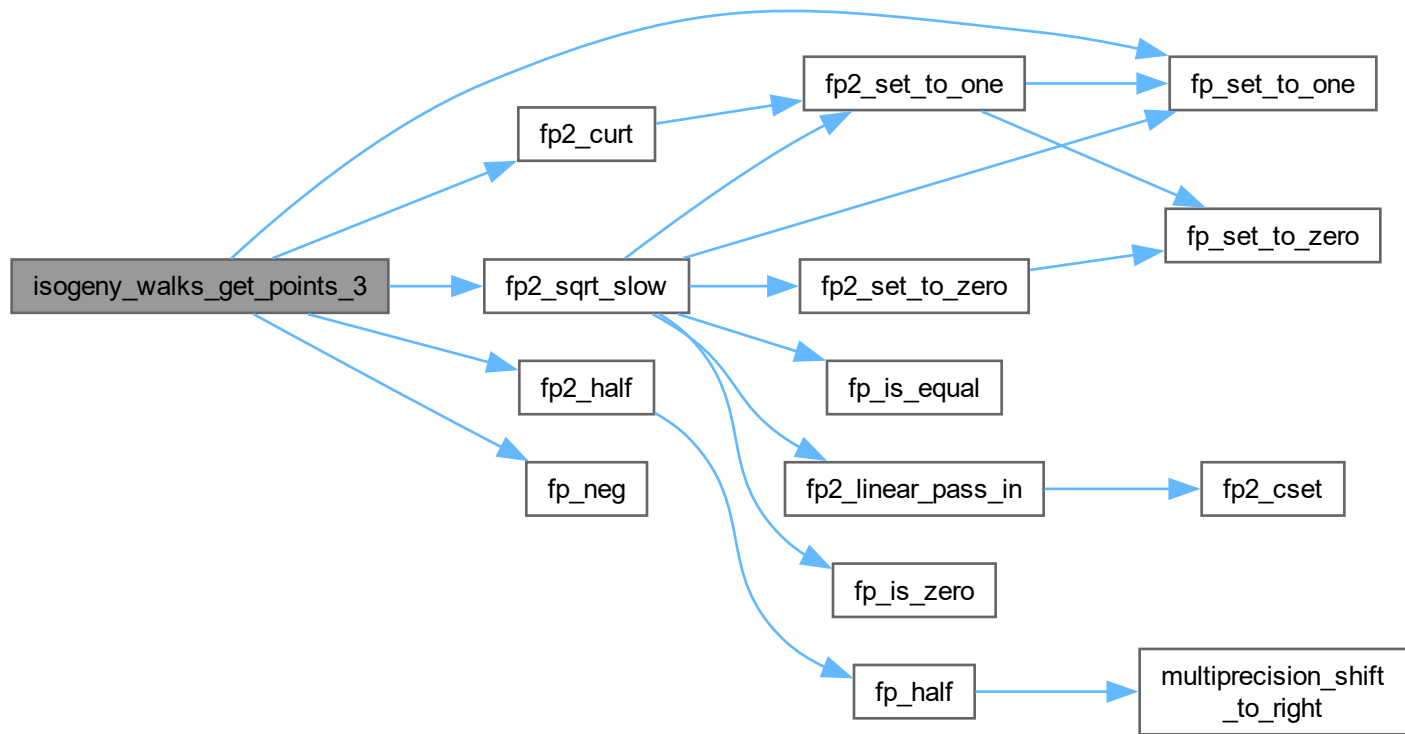 isogeny_walks_get_points_3
fp2_curt
fp2_sqrt_slow
fp2_half
fp_neg
fp2_set_to_one
fp2_set_to_zero
fp_is_equal
fp2_linear_pass_in
fp_is_zero
fp_half
fp_set_to_one
fp_set_to_zero
fp2_cset
multiprecision_shift
_to_right